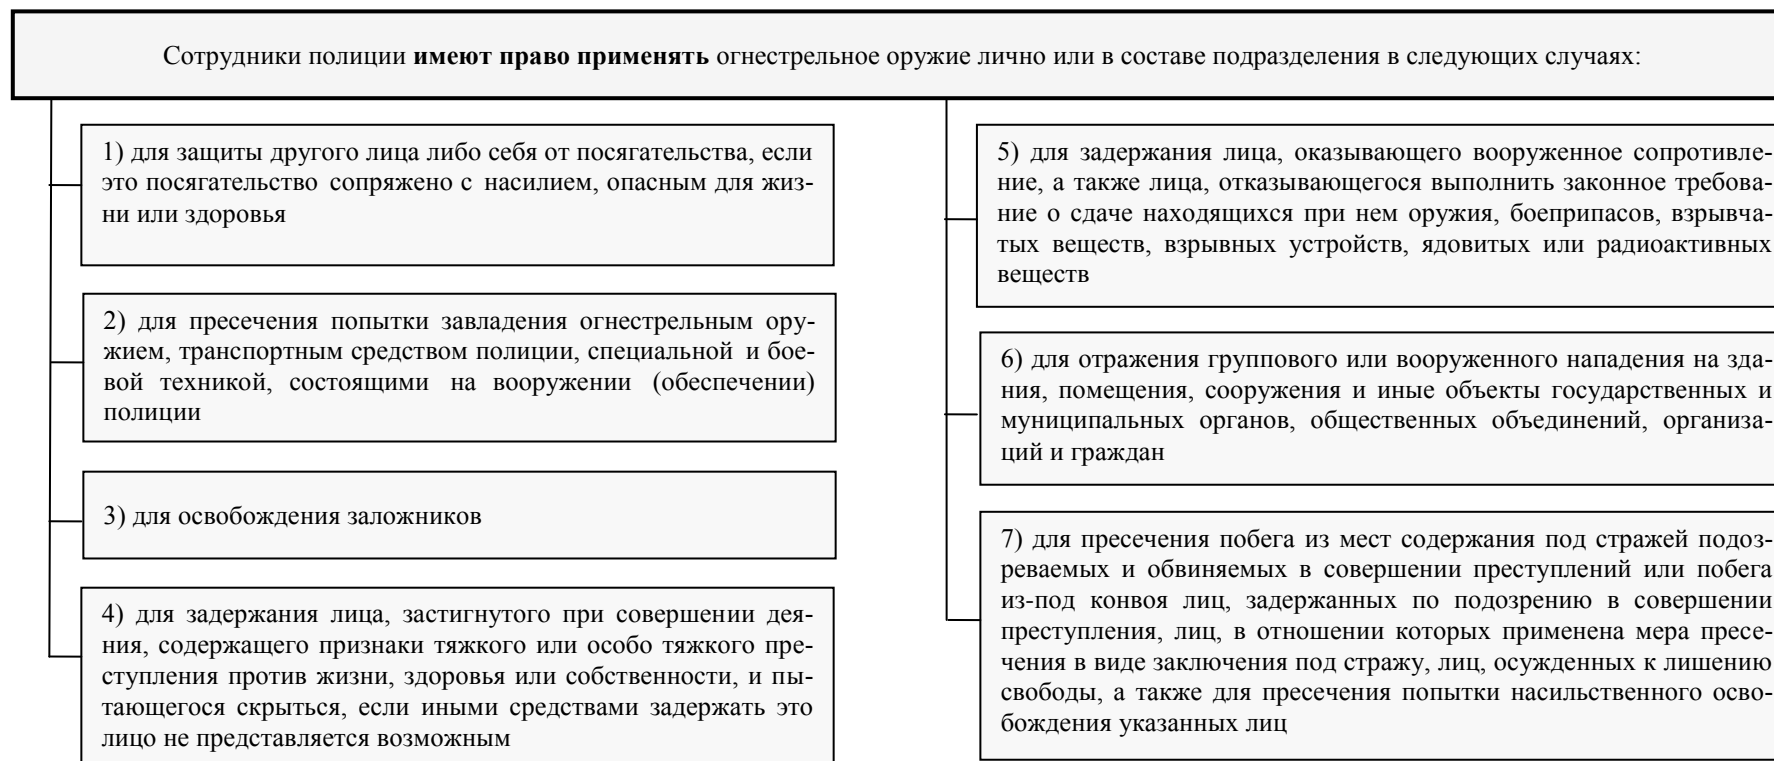 Сотрудники полиции имеют право применять огнестрельное оружие лично или в составе подразделения в следующих случаях:
1) для защиты другого лица либо себя от посягательства, если
это посягательство сопряжено с насилием, опасным для жиз-
ни или здоровья
2) для пресечения попытки завладения огнестрельным ору-
жием, транспортным средством полиции, специальной и бое-
вой техникой, состоящими на вооружении (обеспечении)
полиции
3) для освобождения заложников
4) для задержания лица, застигнутого при совершении дея-
ния, содержащего признаки тяжкого или особо тяжкого пре-
ступления против жизни, здоровья или собственности, и пы-
тающегося скрыться, если иными средствами задержать это
лицо не представляется возможным
5) для задержания лица, оказывающего вооруженное сопротивле-
ние, а также лица, отказывающегося выполнить законное требова-
ние о сдаче находящихся при нем оружия, боеприпасов, взрывча-
тых веществ, взрывных устройств, ядовитых или радиоактивных
веществ
6) для отражения группового или вооруженного нападения на зда-
ния, помещения, сооружения и иные объекты государственных и
муниципальных органов, общественных объединений, организа-
ций и граждан
7) для пресечения побега из мест содержания под стражей подоз-
реваемых и обвиняемых в совершении преступлений или побега
из-под конвоя лиц, задержанных по подозрению в совершении
преступления, лиц, в отношении которых применена мера пресе-
чения в виде заключения под стражу, лиц, осужденных к лишению
свободы, а также для пресечения попытки насильственного осво-
бождения указанных лиц